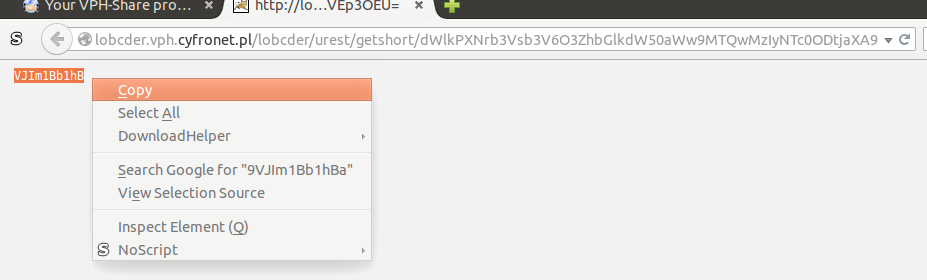 Your VPH-Share pro... × http://lo...VEp3OEU= ×
S lobcder.vph.cyfronet.pl/lobcder/urest/getshort/dWlkPXNrb3Vsb3V6O3ZhbGlkdW50aWw9MTQwMzIyNTc0ODtjaXA9
VJIm1Bb1hB
Copy
Select All
DownloadHelper
Search Google for "9VJIm1Bb1hBa"
View Selection Source
Inspect Element (Q)
S NoScript